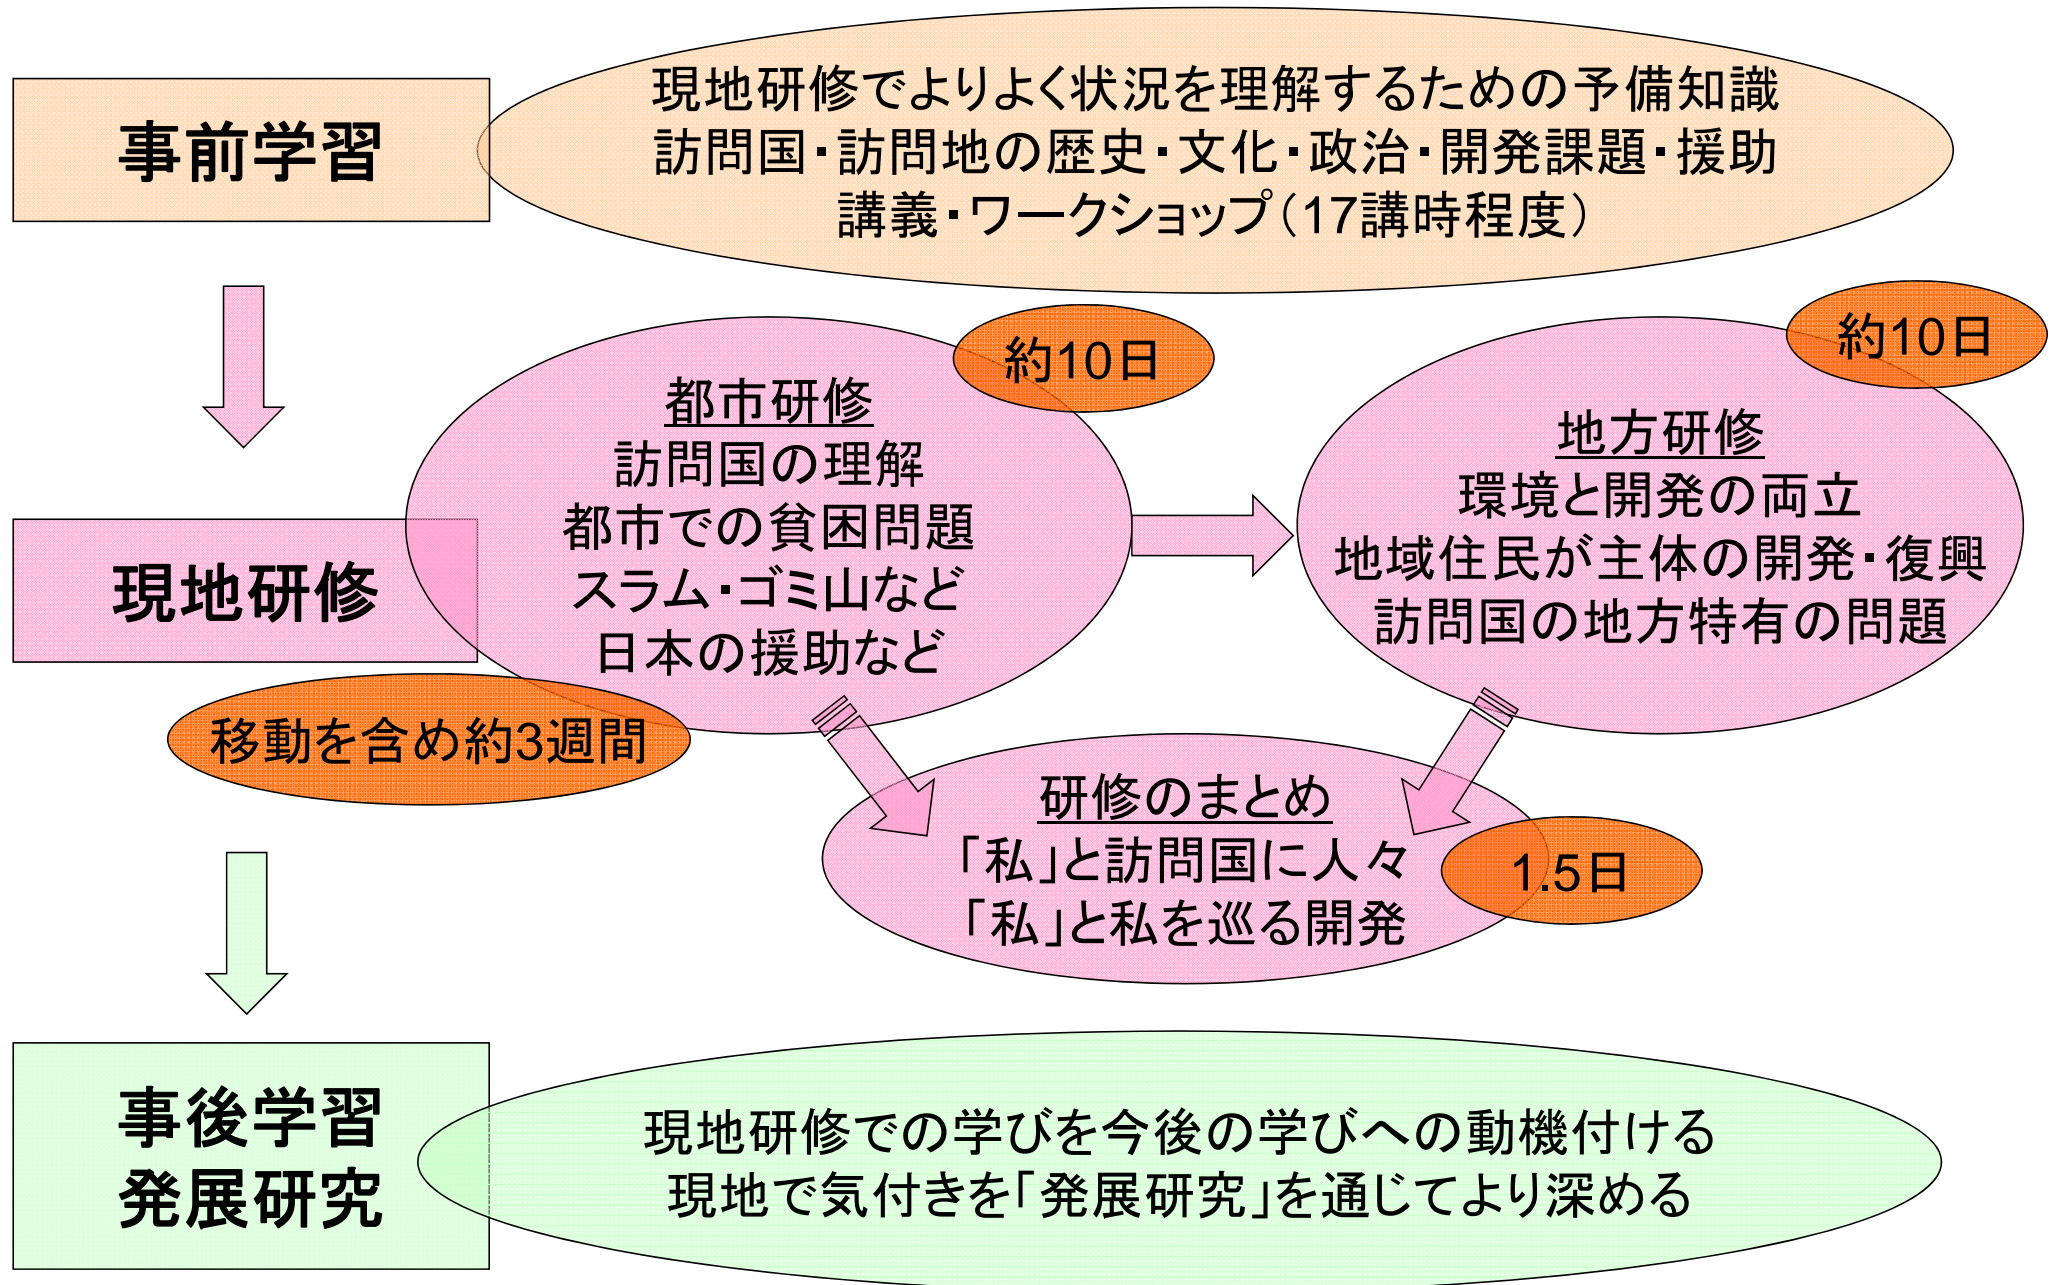 事前学習
現地研修でよりよく状況を理解するための予備知識
訪問国・訪問地の歴史・文化・政治・開発課題・援助
講義・ワークショップ（17講時程度）
約10日
都市研修
訪問国の理解
都市での貧困問題
スラム・ゴミ山など
日本の援助など
約10日
地方研修
環境と開発の両立
地域住民が主体の開発・復興
訪問国の地方特有の問題
現地研修
移動を含め約3週間
研修のまとめ
「私」と訪問国に人々
「私」と私を巡る開発
1.5日
事後学習
発展研究
現地研修での学びを今後の学びへの動機付ける
現地で気付きを「発展研究」を通じてより深める